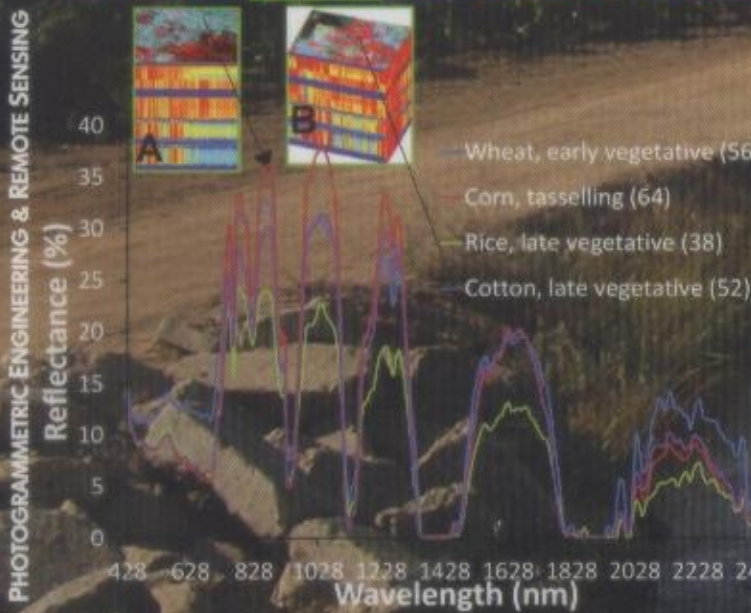 PHOTOGRAMMETRIC ENGINEERING & REMOTE SENSING
A
B
Reflectance (%)
40
35
30
25
20
15
10
5
0
Wheat, early vegetative (56
Corn, tasselling (64)
Rice, late vegetative (38)
Cotton, late vegetative (52)
428 628 828 1028 1228 1428 1628 1828 2028 2228 24
Wavelength (nm)